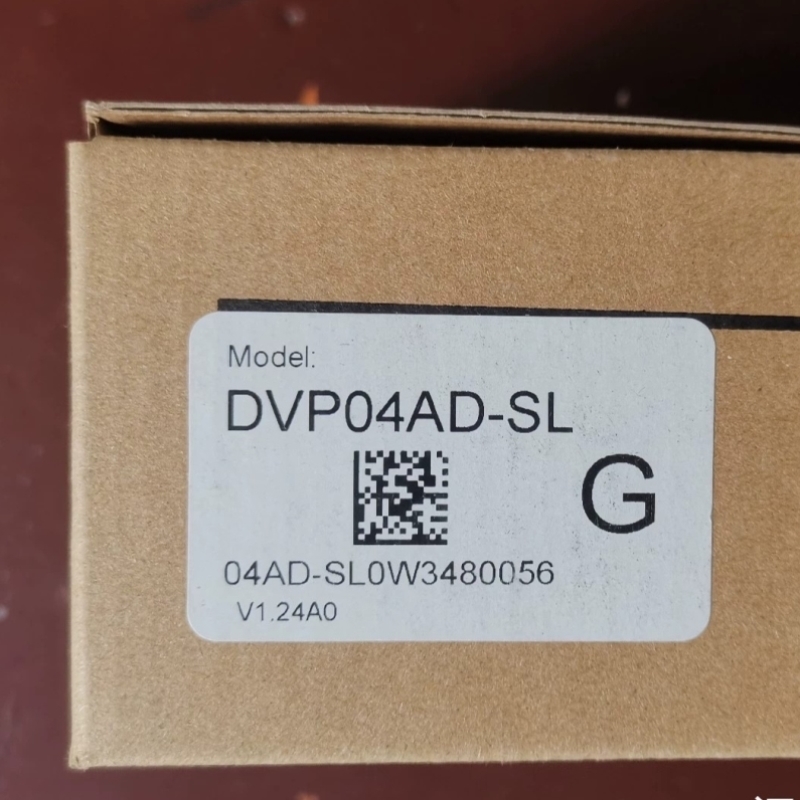 Model:
DVP04AD-SL
G
04AD-SL0W3480056
V1.24A0